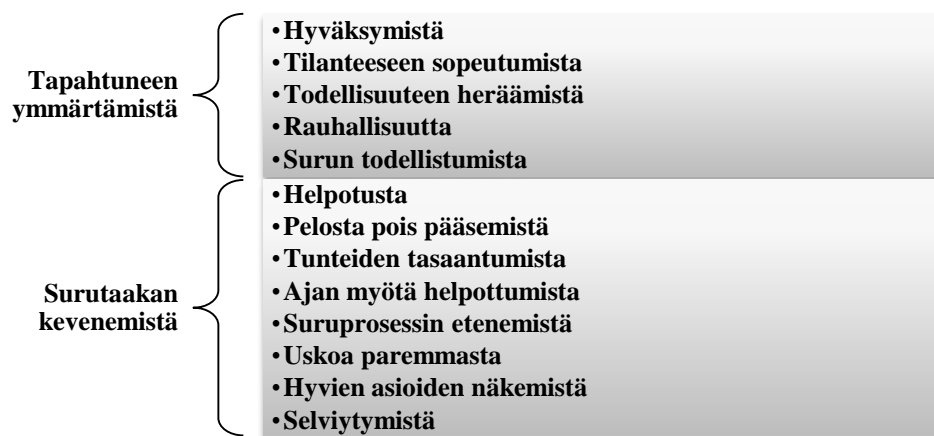 Tapahtuneen
ymmärtämistä
•Hyväksymistä
•Tilanteeseen sopeutumista
•Todellisuuteen heräämistä
•Rauhallisuutta
•Surun todellistumista
Surutaakan
kevenemistä
•Helpotusta
•Pelosta pois pääsemistä
•Tunteiden tasaantumista
•Ajan myötä helpottumista
•Suruprosessin etenemistä
•Uskoa paremmasta
•Hyvien asioiden näkemistä
•Selviytymistä